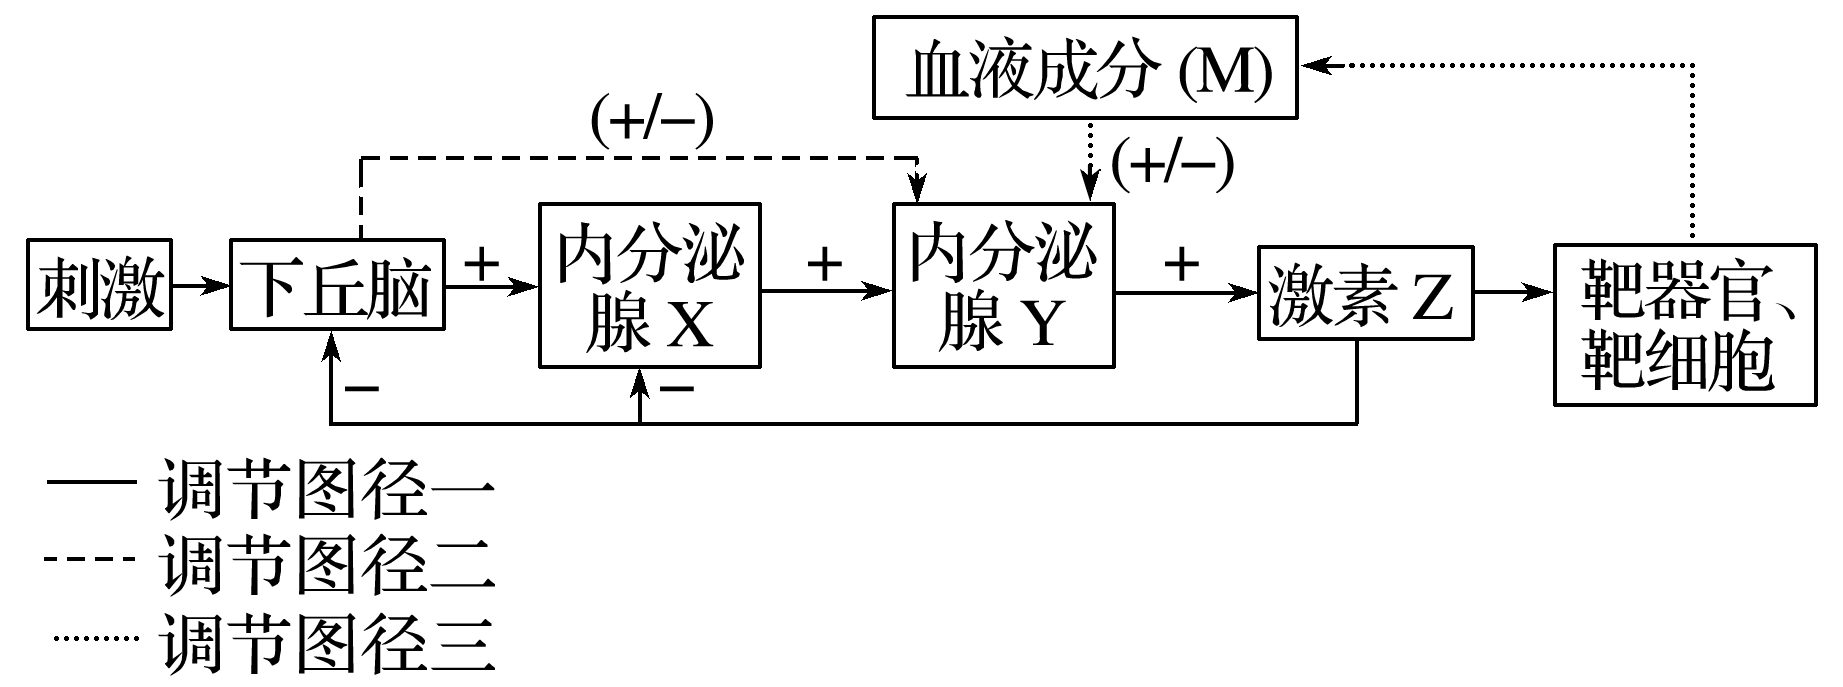 血液成分 (M)
(+/−)
(+/−)
刺激
下丘脑
+
内分泌
腺 X
+
内分泌
腺 Y
+
激素 Z
靶器官、
靶细胞
−
−
调节图径一
调节图径二
调节图径三